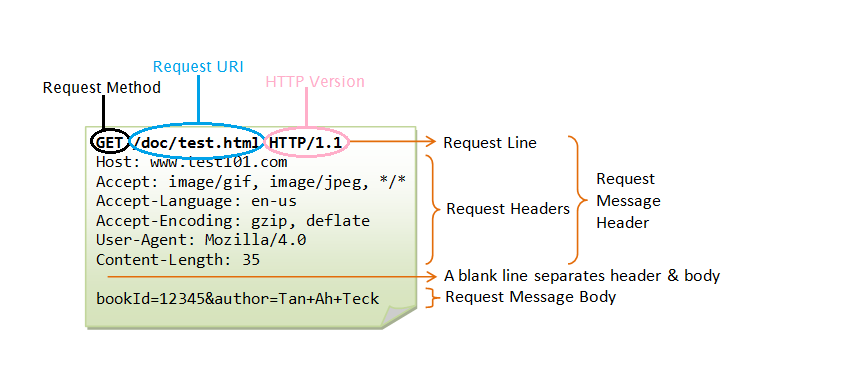 Request URI
Request Method
HTTP Version
GET /doc/test.html HTTP/1.1
Request Line
Host: www.test101.com
Accept: image/gif, image/jpeg, */*
Accept-Language: en-us
Accept-Encoding: gzip, deflate
User-Agent: Mozilla/4.0
Content-Length: 35
Request Headers
Request
Message
Header
A blank line separates header & body
bookId=12345&author=Tan+Ah+Teck
Request Message Body